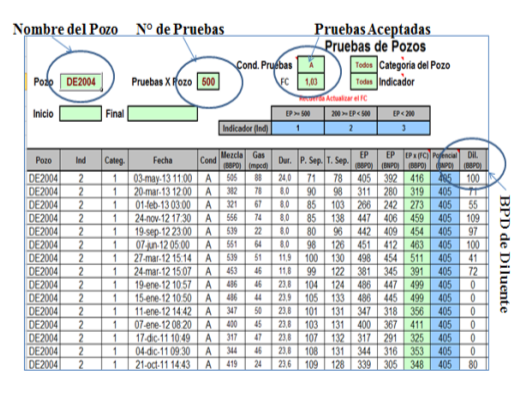 Nombre del Pozo N° de Pruebas Pruebas Aceptadas
Pruebas de Pozos
Cond. Pruebas A Todos Categoria del Pozo
Pozo DE2004 Pruebas X Pozo 500 FC 1,03 Todas Indicador
Recuerda Actualizar el FC
Inicio Final EP >= 500 200 >= EP < 500 EP < 200
Indicador (Ind) 1 2 3
Pozo Ind Categ. Fecha Cond Mezcla (BBPD) Gas (mpcd) Dur. P. Sep. T. Sep. EP (BBPD) EP (BNPD) EP x (FC) (BBPD) Potencial (BNPD) Dil. (BBPD)
DE2004 2 1 03-may-13 11:00 A 505 88 24,0 71 78 405 392 416 405 100
DE2004 2 1 20-mar-13 12:00 A 382 78 8.0 90 98 311 280 319 405 71
DE2004 2 1 01-feb-13 03:00 A 321 67 8.0 85 103 266 242 273 405 55
DE2004 2 1 24-nov-12 17:30 A 556 74 8.0 85 138 447 406 459 405 109
DE2004 2 1 19-sep-12 23:00 A 539 22 8.0 80 96 442 409 454 405 97
DE2004 2 1 07-jun-12 05:00 A 551 64 8.0 98 126 451 412 463 405 100
DE2004 2 1 27-mar-12 15:14 A 539 51 11.9 100 130 498 454 511 405 41
DE2004 2 1 24-mar-12 15:07 A 453 46 11,8 99 122 381 345 391 405 72
DE2004 2 1 19-ene-12 10:57 A 486 46 23,8 104 124 486 447 499 405 0
DE2004 2 1 15-ene-12 10:50 A 486 44 23,9 105 133 486 445 499 405 0
DE2004 2 1 11-ene-12 14:42 A 347 50 23,8 101 131 347 318 356 405 0
DE2004 2 1 07-ene-12 08:20 A 400 45 23,8 103 131 400 367 411 405 0
DE2004 2 1 17-dic-11 10:49 A 317 47 23,8 107 132 317 291 325 405 0
DE2004 2 1 04-dic-11 09:30 A 344 46 23,8 108 131 344 316 353 405 0
DE2004 2 1 21-oct-11 14:43 A 419 24 23.6 109 128 339 305 348 405 80
BPD de Diluente